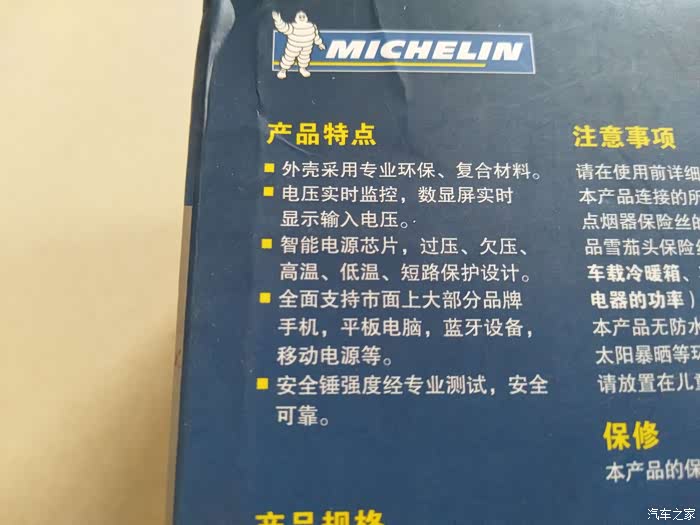 MICHELIN
产品特点
外壳采用专业环保、复合材料。
电压实时监控，数显屏实时
显示输入电压。
智能电源芯片，过压、欠压、
高温、低温、短路保护设计。
全面支持市面上大部分品牌
手机，平板电脑，蓝牙设备，
移动电源等。
安全锤强度经专业测试，安全
可靠。
产品规格
注意事项
请在使用前详细
本产品连接的所
点烟器保险丝的
品雪茄头保险丝
车载冷暖箱、
电器的功率）
本产品无防水
太阳暴晒等环
请放置在儿童
保修
本产品的保
汽车之家